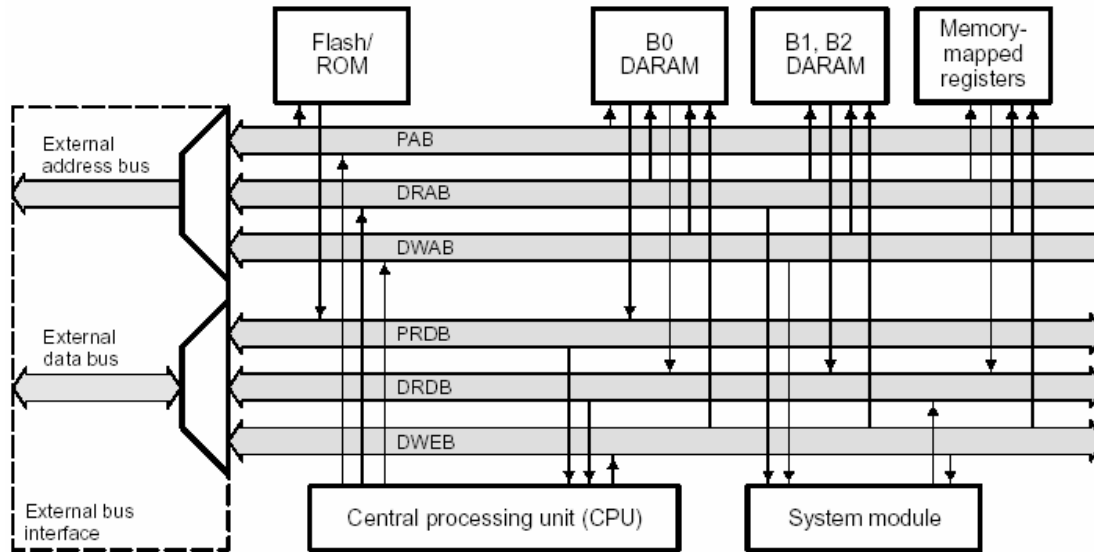 Flash/
ROM
B0
DARAM
B1, B2
DARAM
Memory-
mapped
registers
External
address bus
PAB
DRAB
DWAB
External
data bus
PRDB
DRDB
DWEB
External bus
interface
Central processing unit (CPU)
System module